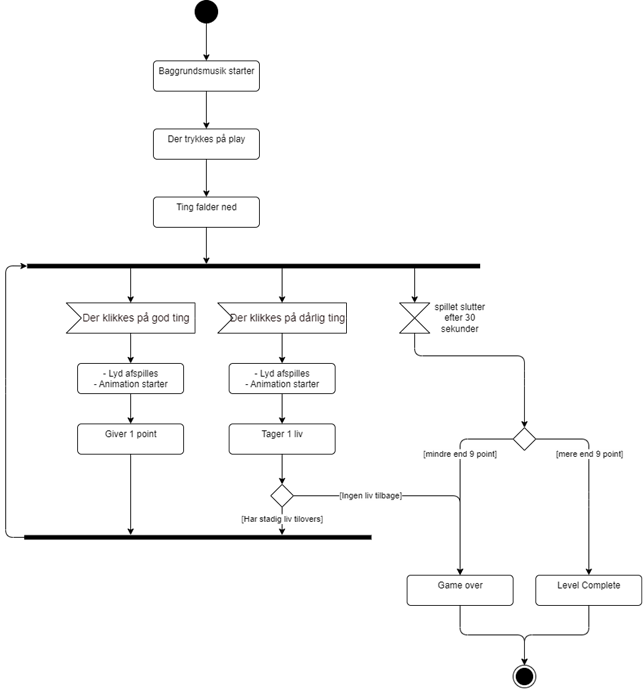 Baggrundsmusik starter
Der trykkes på play
Ting falder ned
Der klikkes på god ting
Der klikkes på dårlig ting
spillet slutter
efter 30
sekunder
- Lyd afspilles
- Animation starter
- Lyd afspilles
- Animation starter
Giver 1 point
Tager 1 liv
[mindre end 9 point]
[mere end 9 point]
[Ingen liv tilbage]
[Har stadig liv tilovers]
Game over
Level Complete